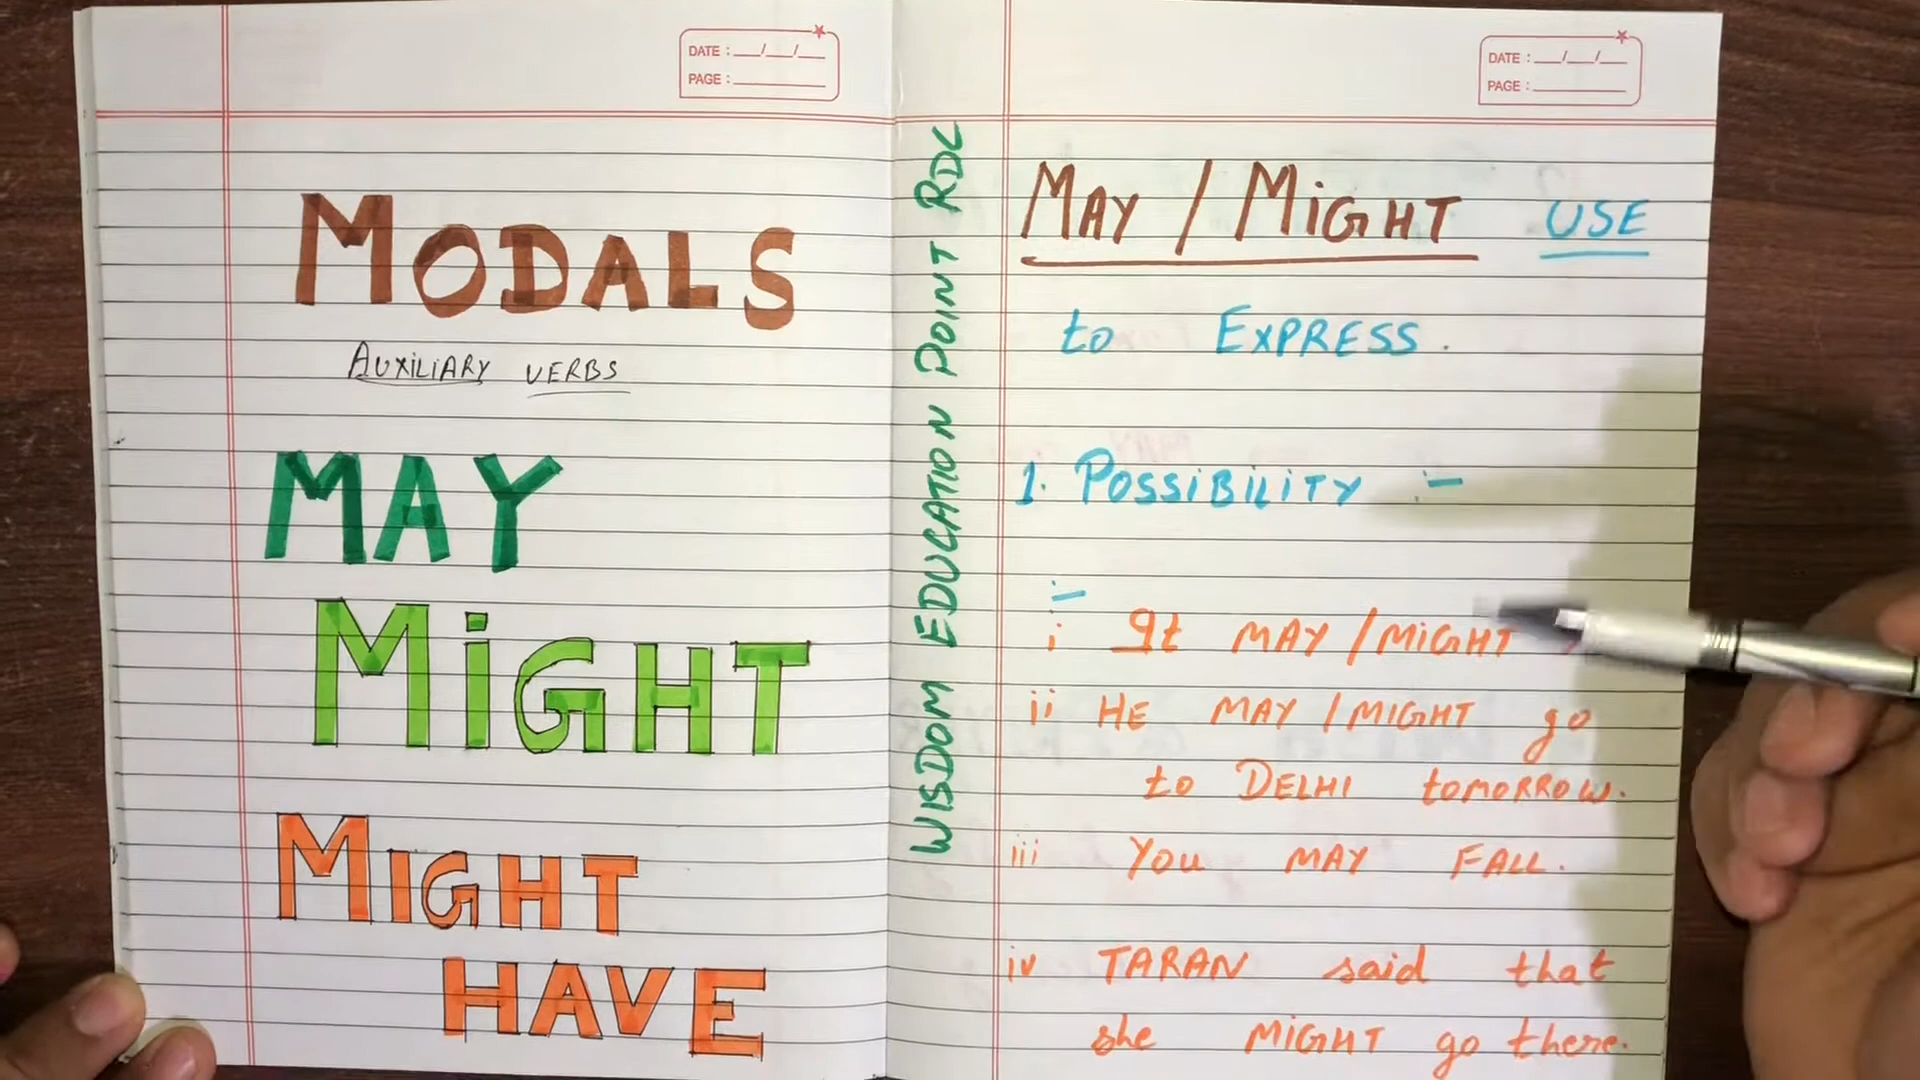 DATE : __/__/__
PAGE : ________
MODALS
AUXILIARY VERBS
MAY
MiGHT
MIGHT
HAVE
WISDOM EDUCATION POINT RDC
DATE : __/__/__
PAGE : ________
MAY / MiGHT USE
to EXPRESS.
1. POSSiBiLiTY :-
:-
i It MAY / MiGHT
ii HE MAY / MIGHT go
to DELHI tomorrow.
iii YOU MAY FALL.
iv TARAN said that
she MIGHT go there.